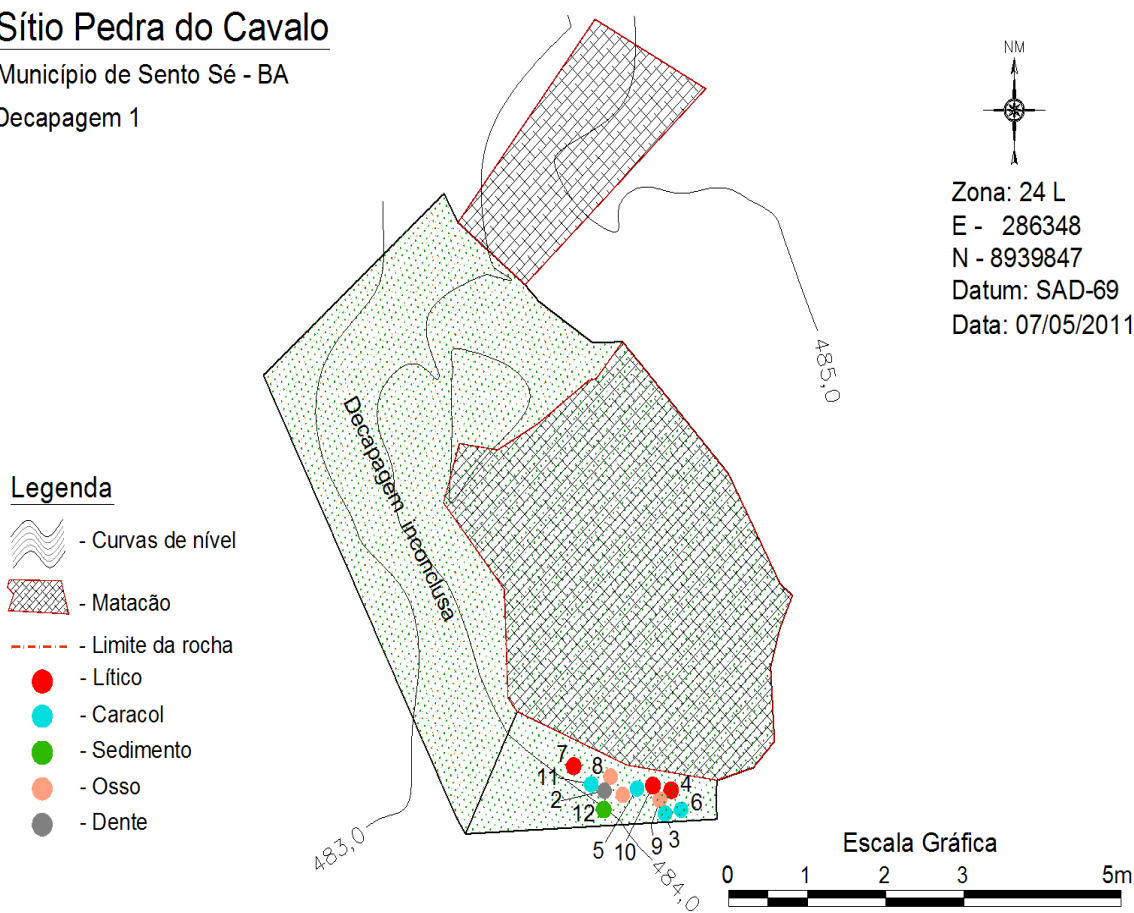 Sítio Pedra do Cavalo
Município de Sento Sé - BA
Decapagem 1
NM
Zona: 24 L
E - 286348
N - 8939847
Datum: SAD-69
Data: 07/05/2011
485,0
Decapagem inconclusa
Legenda
- Curvas de nível
- Matacão
- Limite da rocha
- Lítico
- Caracol
- Sedimento
- Osso
- Dente
7
8
11
4
2
6
12
5
10
9
3
483,0
484,0
Escala Gráfica
0 1 2 3 5m